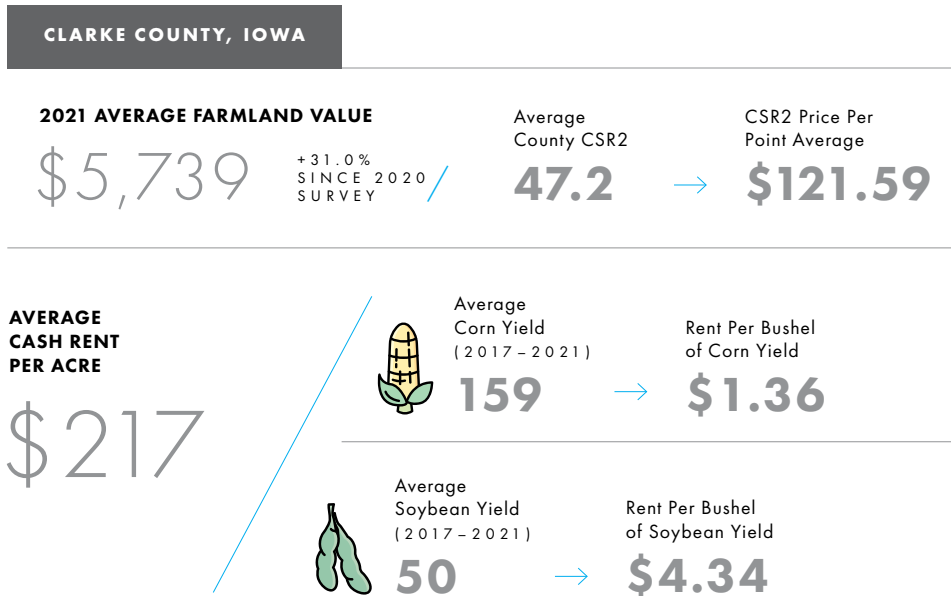 CLARKE COUNTY, IOWA
2021 AVERAGE FARMLAND VALUE
$5,739
+31.0%
SINCE 2020
SURVEY
Average
County CSR2
47.2
CSR2 Price Per
Point Average
$121.59
AVERAGE
CASH RENT
PER ACRE
$217
Average
Corn Yield
(2017–2021)
159
Rent Per Bushel
of Corn Yield
$1.36
Average
Soybean Yield
(2017–2021)
50
Rent Per Bushel
of Soybean Yield
$4.34